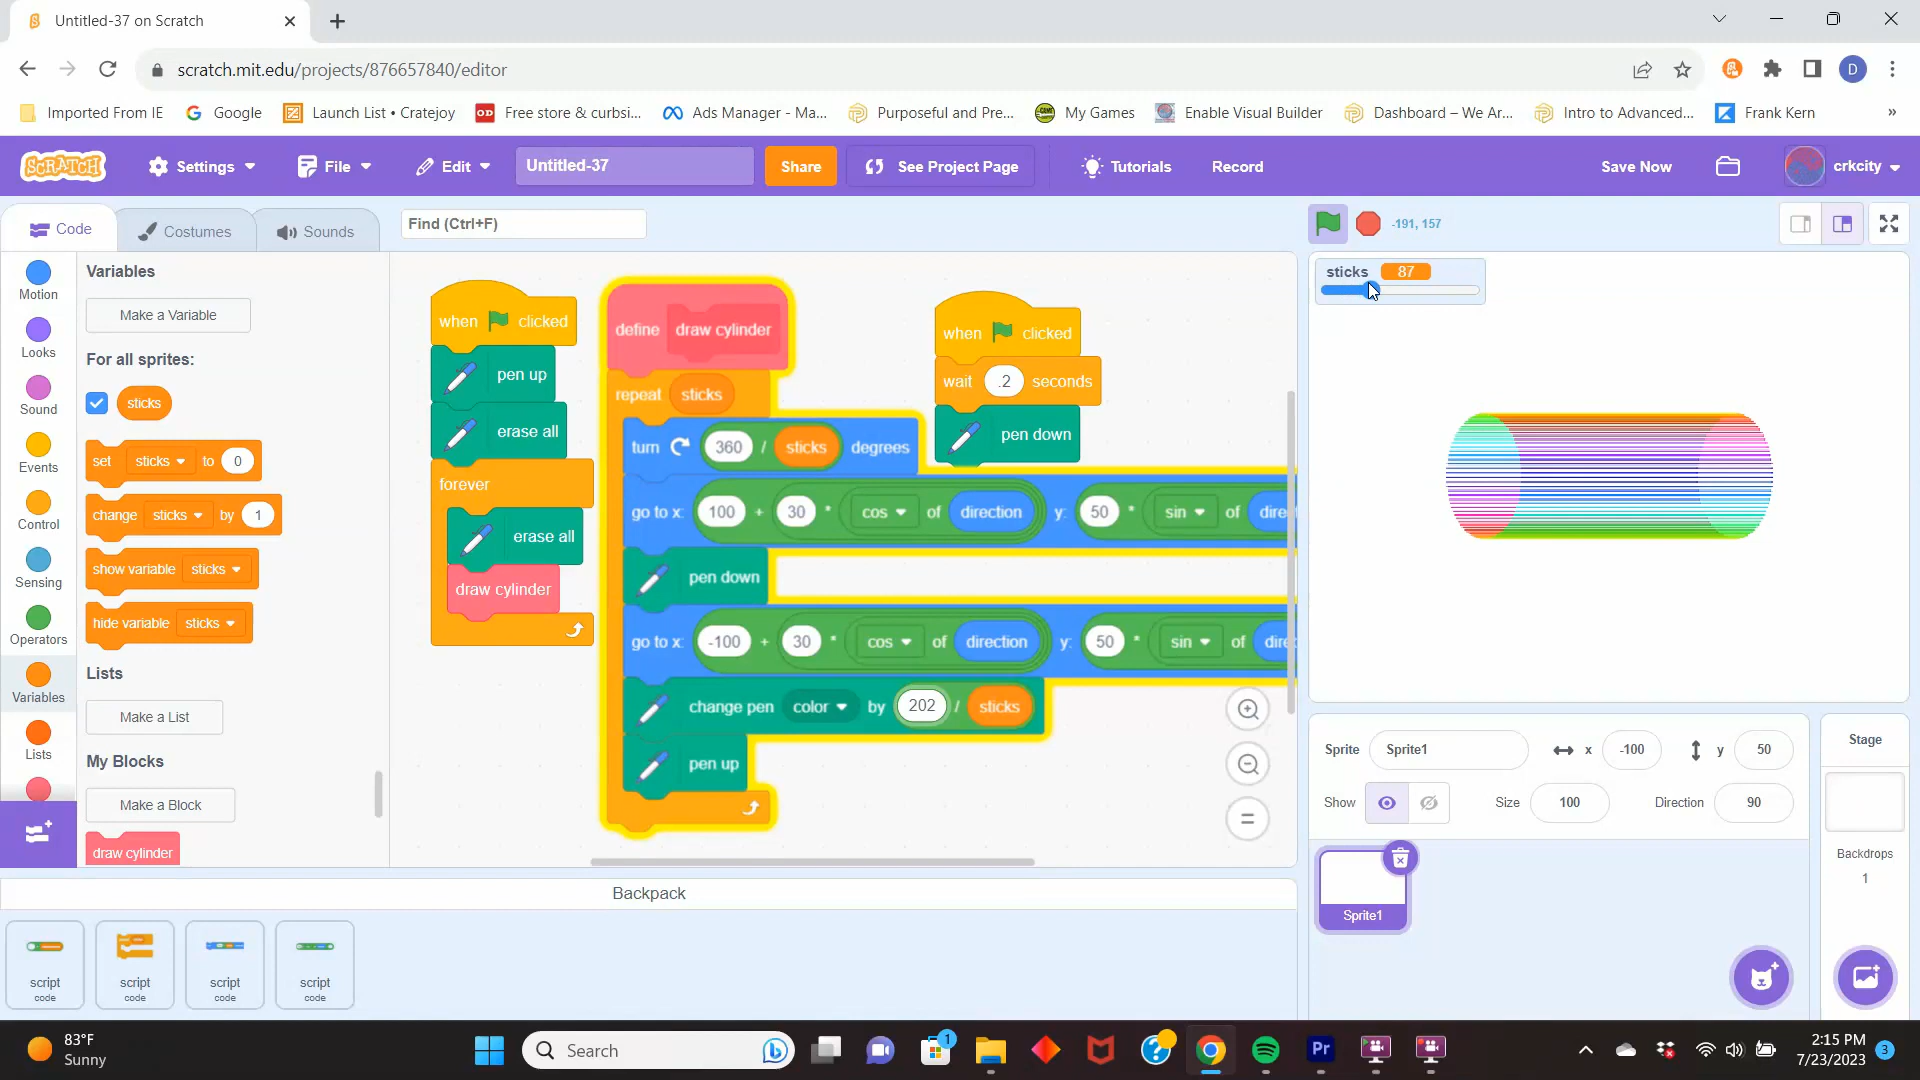 Untitled-37 on Scratch
scratch.mit.edu/projects/876657840/editor
D
Imported From IE
Google
Launch List • Cratejoy
OD Free store & curbsi...
Ads Manager - Ma...
Purposeful and Pre...
My Games
Enable Visual Builder
Dashboard – We Ar...
Intro to Advanced...
Frank Kern
»
SCRATCH
Settings
File
Edit
Untitled-37
Share
See Project Page
Tutorials
Record
Save Now
crkcity
Code
Costumes
Sounds
Find (Ctrl+F)
-191, 157
Motion
Looks
Sound
Events
Control
Sensing
Operators
Variables
Lists
Variables
Make a Variable
For all sprites:
sticks
set sticks to 0
change sticks by 1
show variable sticks
hide variable sticks
Lists
Make a List
My Blocks
Make a Block
draw cylinder
when clicked
pen up
erase all
forever
erase all
draw cylinder
define draw cylinder
repeat sticks
turn 360 / sticks degrees
go to x: 100 + 30 * cos of direction y: 50 * sin of dire
pen down
go to x: -100 + 30 * cos of direction y: 50 * sin of dire
change pen color by 202 / sticks
pen up
when clicked
wait .2 seconds
pen down
sticks 87
Sprite Sprite1 x -100 y 50
Show Size 100 Direction 90
Sprite1
Stage
Backdrops
1
Backpack
script
code
script
code
script
code
script
code
83°F
Sunny
Search
1
Pr
2:15 PM
7/23/2023
3